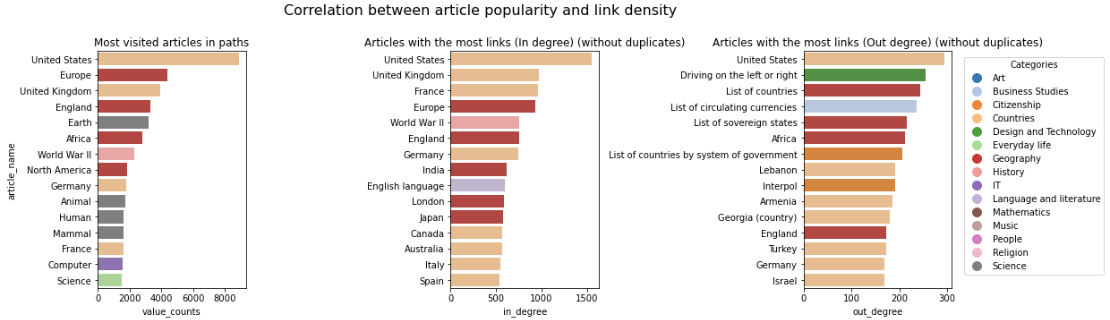 Correlation between article popularity and link density
Most visited articles in paths
article_name
United States
Europe
United Kingdom
England
Earth
Africa
World War II
North America
Germany
Animal
Human
Mammal
France
Computer
Science
0 2000 4000 6000 8000
value_counts
Articles with the most links (In degree) (without duplicates)
United States
United Kingdom
France
Europe
World War II
England
Germany
India
English language
London
Japan
Canada
Australia
Italy
Spain
0 500 1000 1500
in_degree
Articles with the most links (Out degree) (without duplicates)
United States
Driving on the left or right
List of countries
List of circulating currencies
List of sovereign states
Africa
List of countries by system of government
Lebanon
Interpol
Armenia
Georgia (country)
England
Turkey
Germany
Israel
0 100 200 300
out_degree
Categories
Art
Business Studies
Citizenship
Countries
Design and Technology
Everyday life
Geography
History
IT
Language and literature
Mathematics
Music
People
Religion
Science